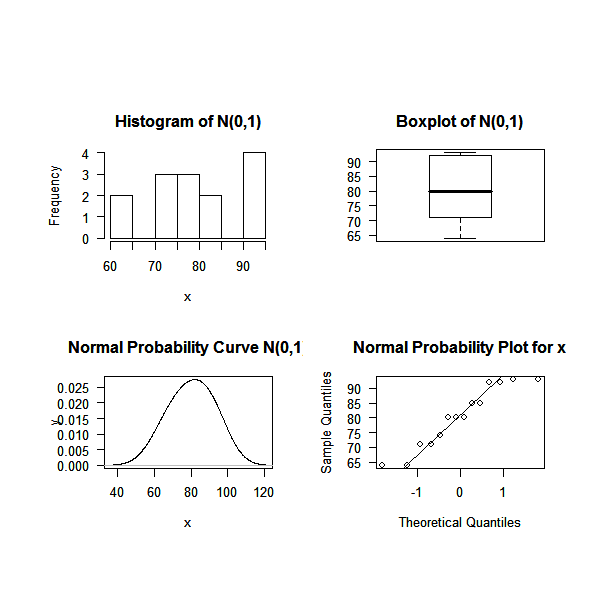 Histogram of N(0,1)
Frequency
4
3
2
1
0
60 70 80 90
x
Boxplot of N(0,1)
90
85
80
75
70
65
Normal Probability Curve N(0,1
y
0.025
0.020
0.015
0.010
0.005
0.000
40 60 80 100 120
x
Normal Probability Plot for x
Sample Quantiles
90
85
80
75
70
65
-1 0 1
Theoretical Quantiles